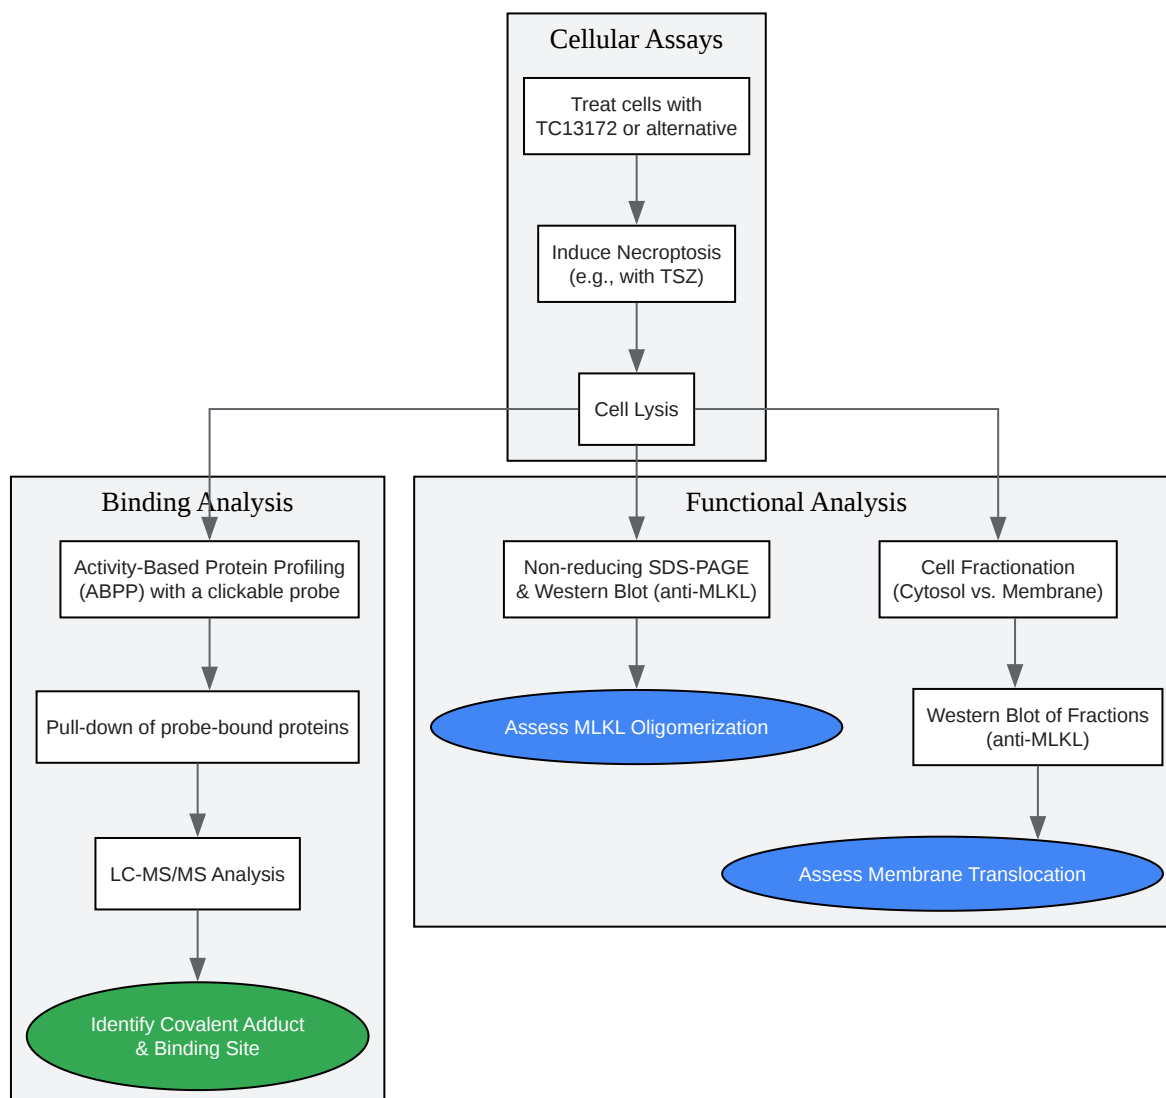 Cellular Assays
Treat cells with
TC13172 or alternative
Induce Necroptosis
(e.g., with TSZ)
Cell Lysis
Binding Analysis
Activity-Based Protein Profiling
(ABPP) with a clickable probe
Pull-down of probe-bound proteins
LC-MS/MS Analysis
Identify Covalent Adduct
& Binding Site
Functional Analysis
Non-reducing SDS-PAGE
& Western Blot (anti-MLKL)
Assess MLKL Oligomerization
Cell Fractionation
(Cytosol vs. Membrane)
Western Blot of Fractions
(anti-MLKL)
Assess Membrane Translocation